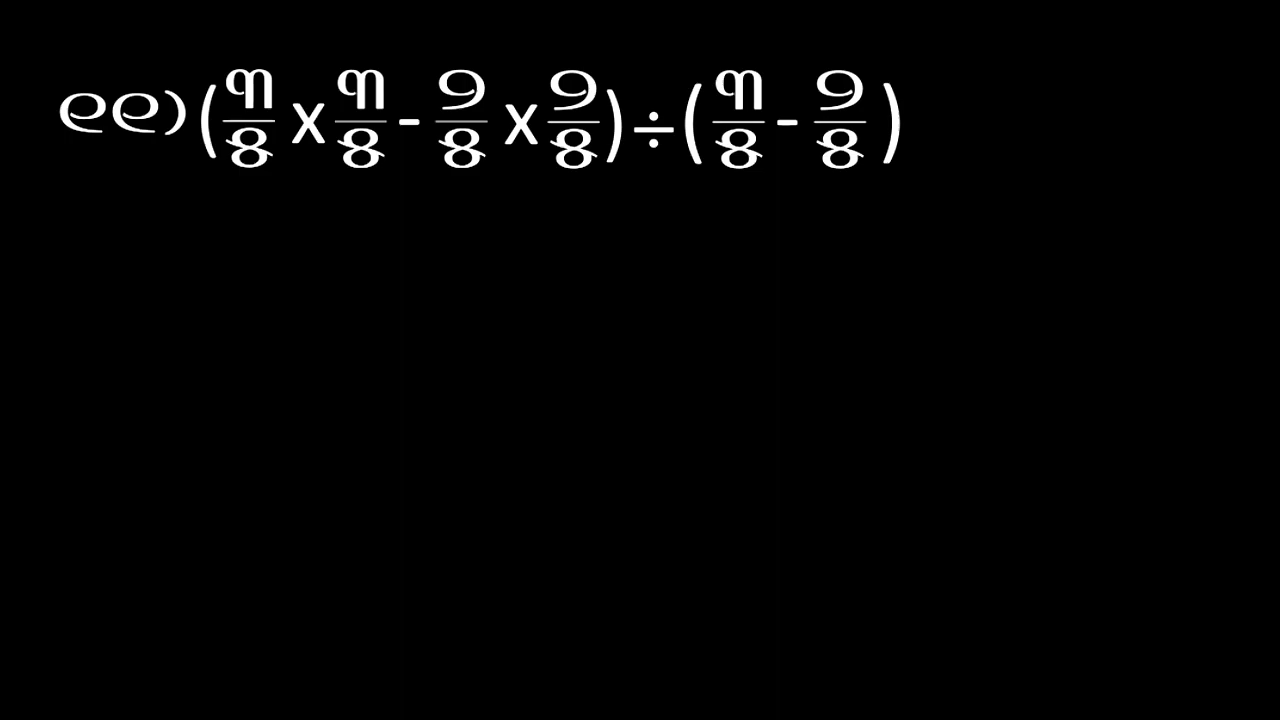 ୧୧) (୩/୪ x ୩/୪ - ୨/୪ x ୨/୪) ÷ (୩/୪ - ୨/୪)